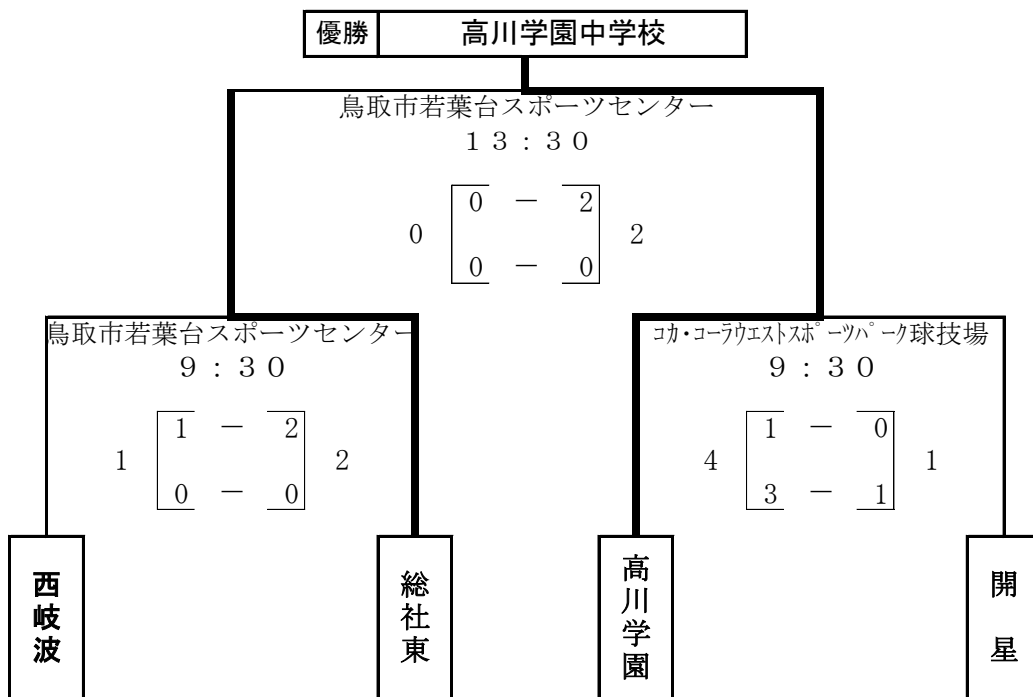 優勝 高川学園中学校
鳥取市若葉台スポーツセンター
１３：３０
0 － 2
0 2
0 － 0
鳥取市若葉台スポーツセンター コカ・コーラウエストスポーツパーク球技場
９：３０ ９：３０
1 － 2 1 － 0
1 2 4 1
0 － 0 3 － 1
西岐波 総社東 高川学園 開星